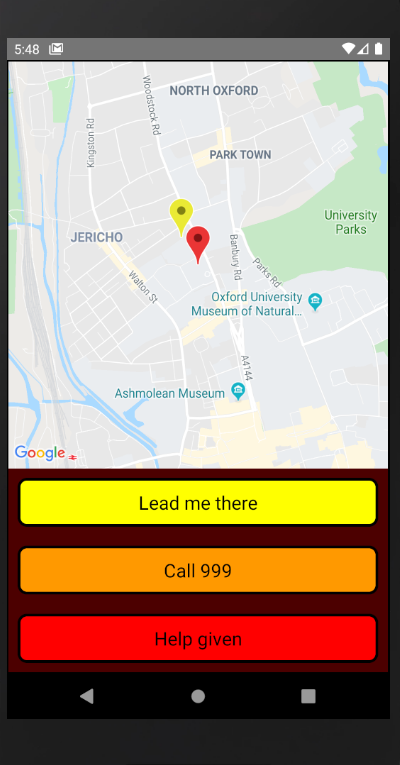 5:48
NORTH OXFORD
Woodstock Rd
Kingston Rd
PARK TOWN
University
Parks
JERICHO
Banbury Rd
Parks Rd
Walton St
Oxford University
Museum of Natural...
A4144
Ashmolean Museum
Google
Lead me there
Call 999
Help given